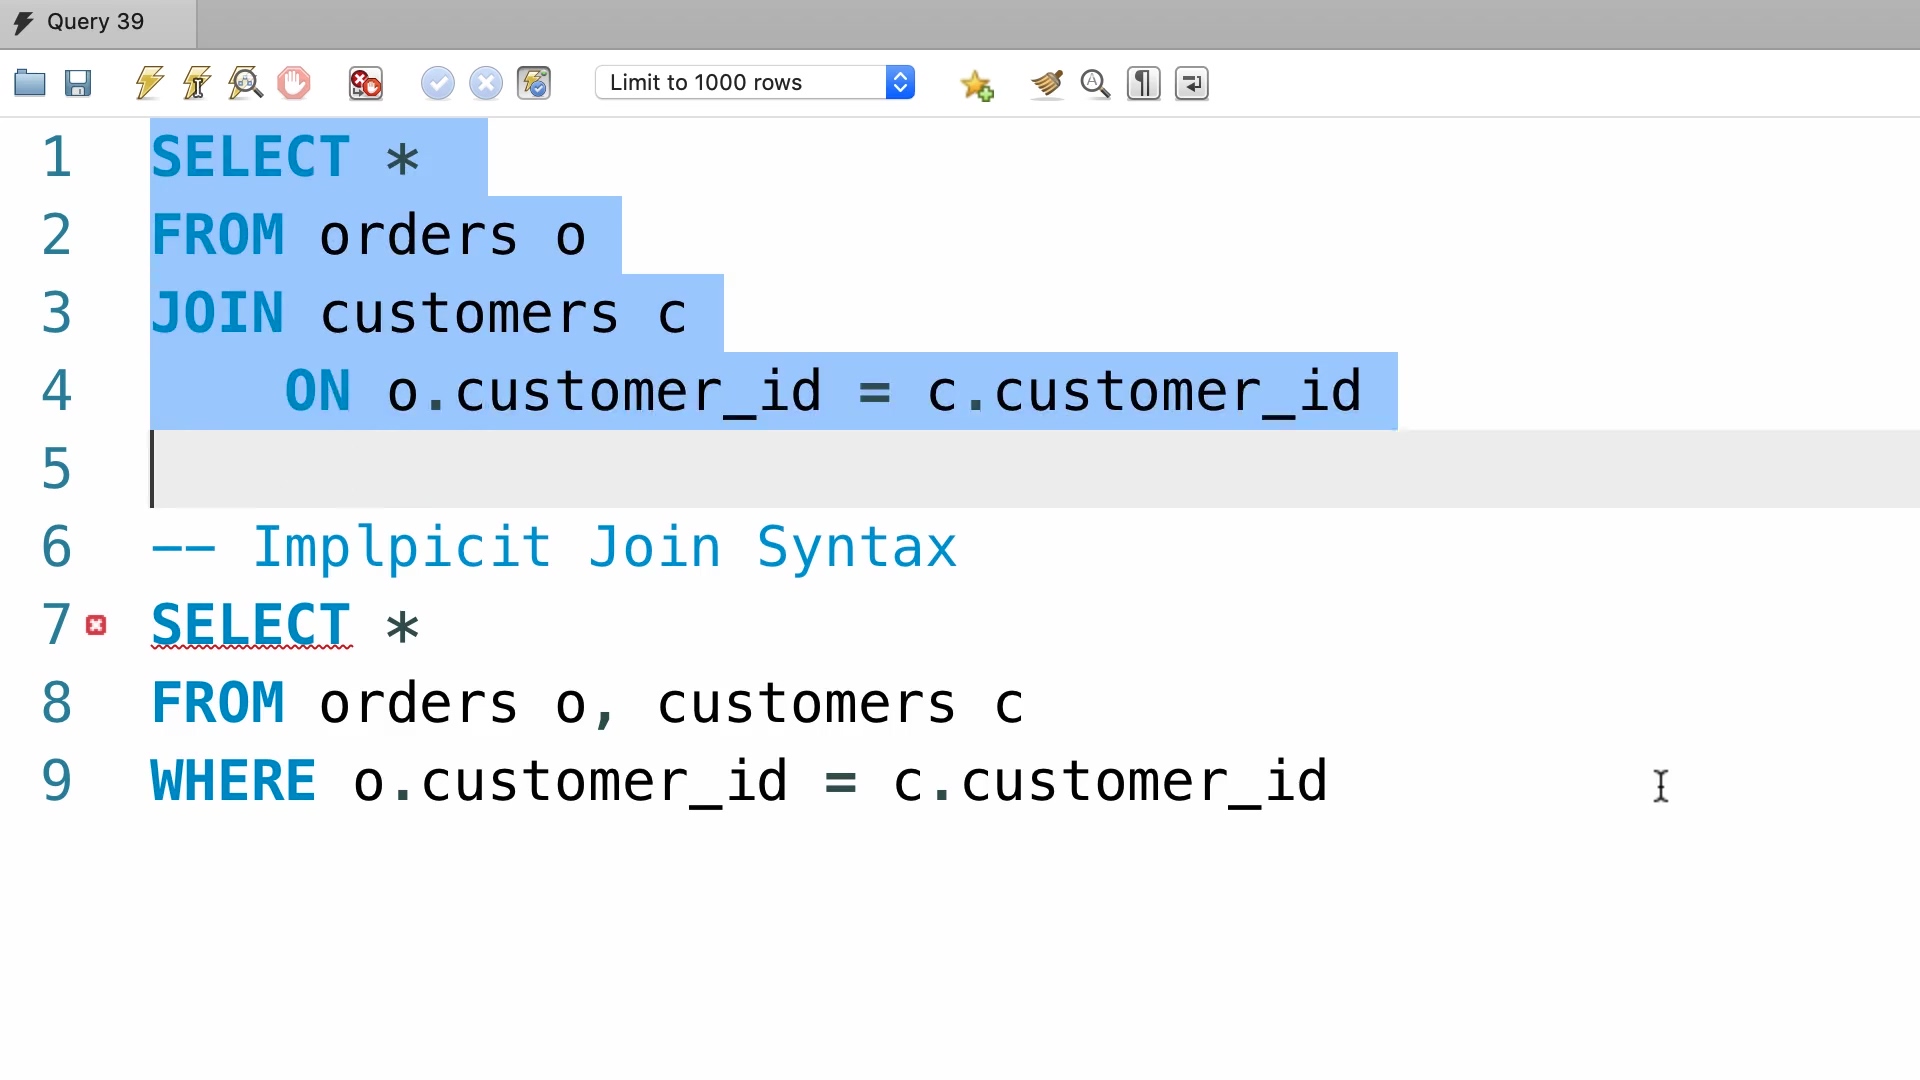 Query 39
Limit to 1000 rows
1 SELECT *
2 FROM orders o
3 JOIN customers c
4 ON o.customer_id = c.customer_id
5
6 -- Implpicit Join Syntax
7 SELECT *
8 FROM orders o, customers c
9 WHERE o.customer_id = c.customer_id